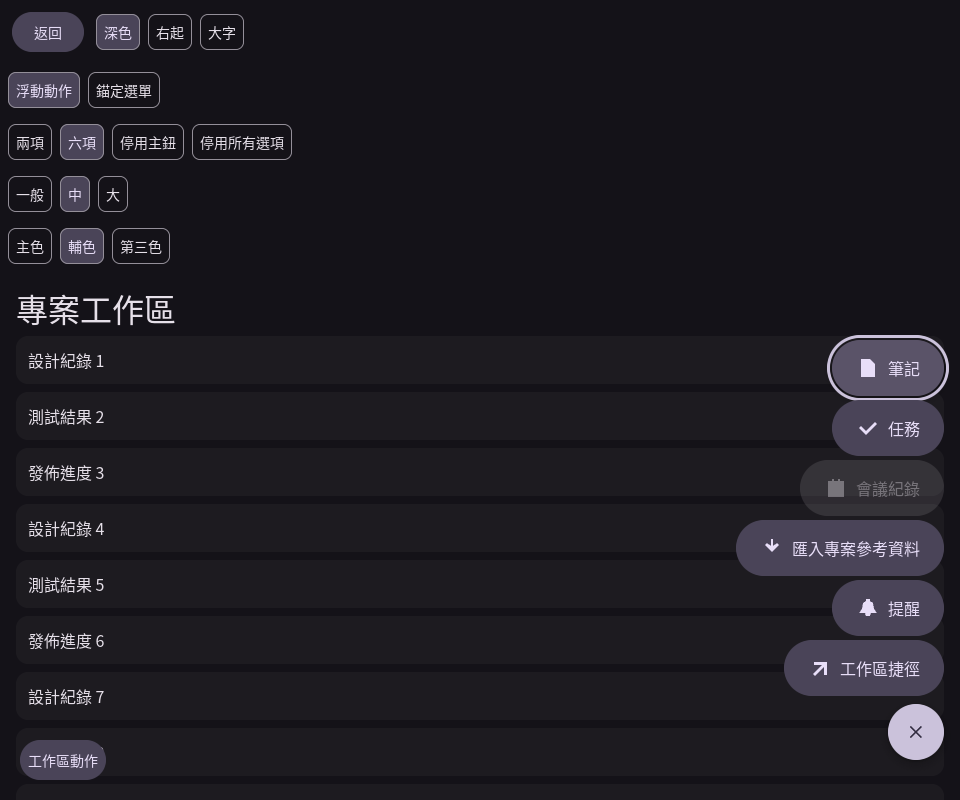 返回 深色 右起 大字
浮動動作 錨定選單
兩項 六項 停用主鈕 停用所有選項
一般 中 大
主色 輔色 第三色
專案工作區
設計紀錄 1
筆記
測試結果 2
任務
發佈進度 3
會議紀錄
設計紀錄 4
匯入專案參考資料
測試結果 5
提醒
發佈進度 6
工作區捷徑
設計紀錄 7
工作區動作